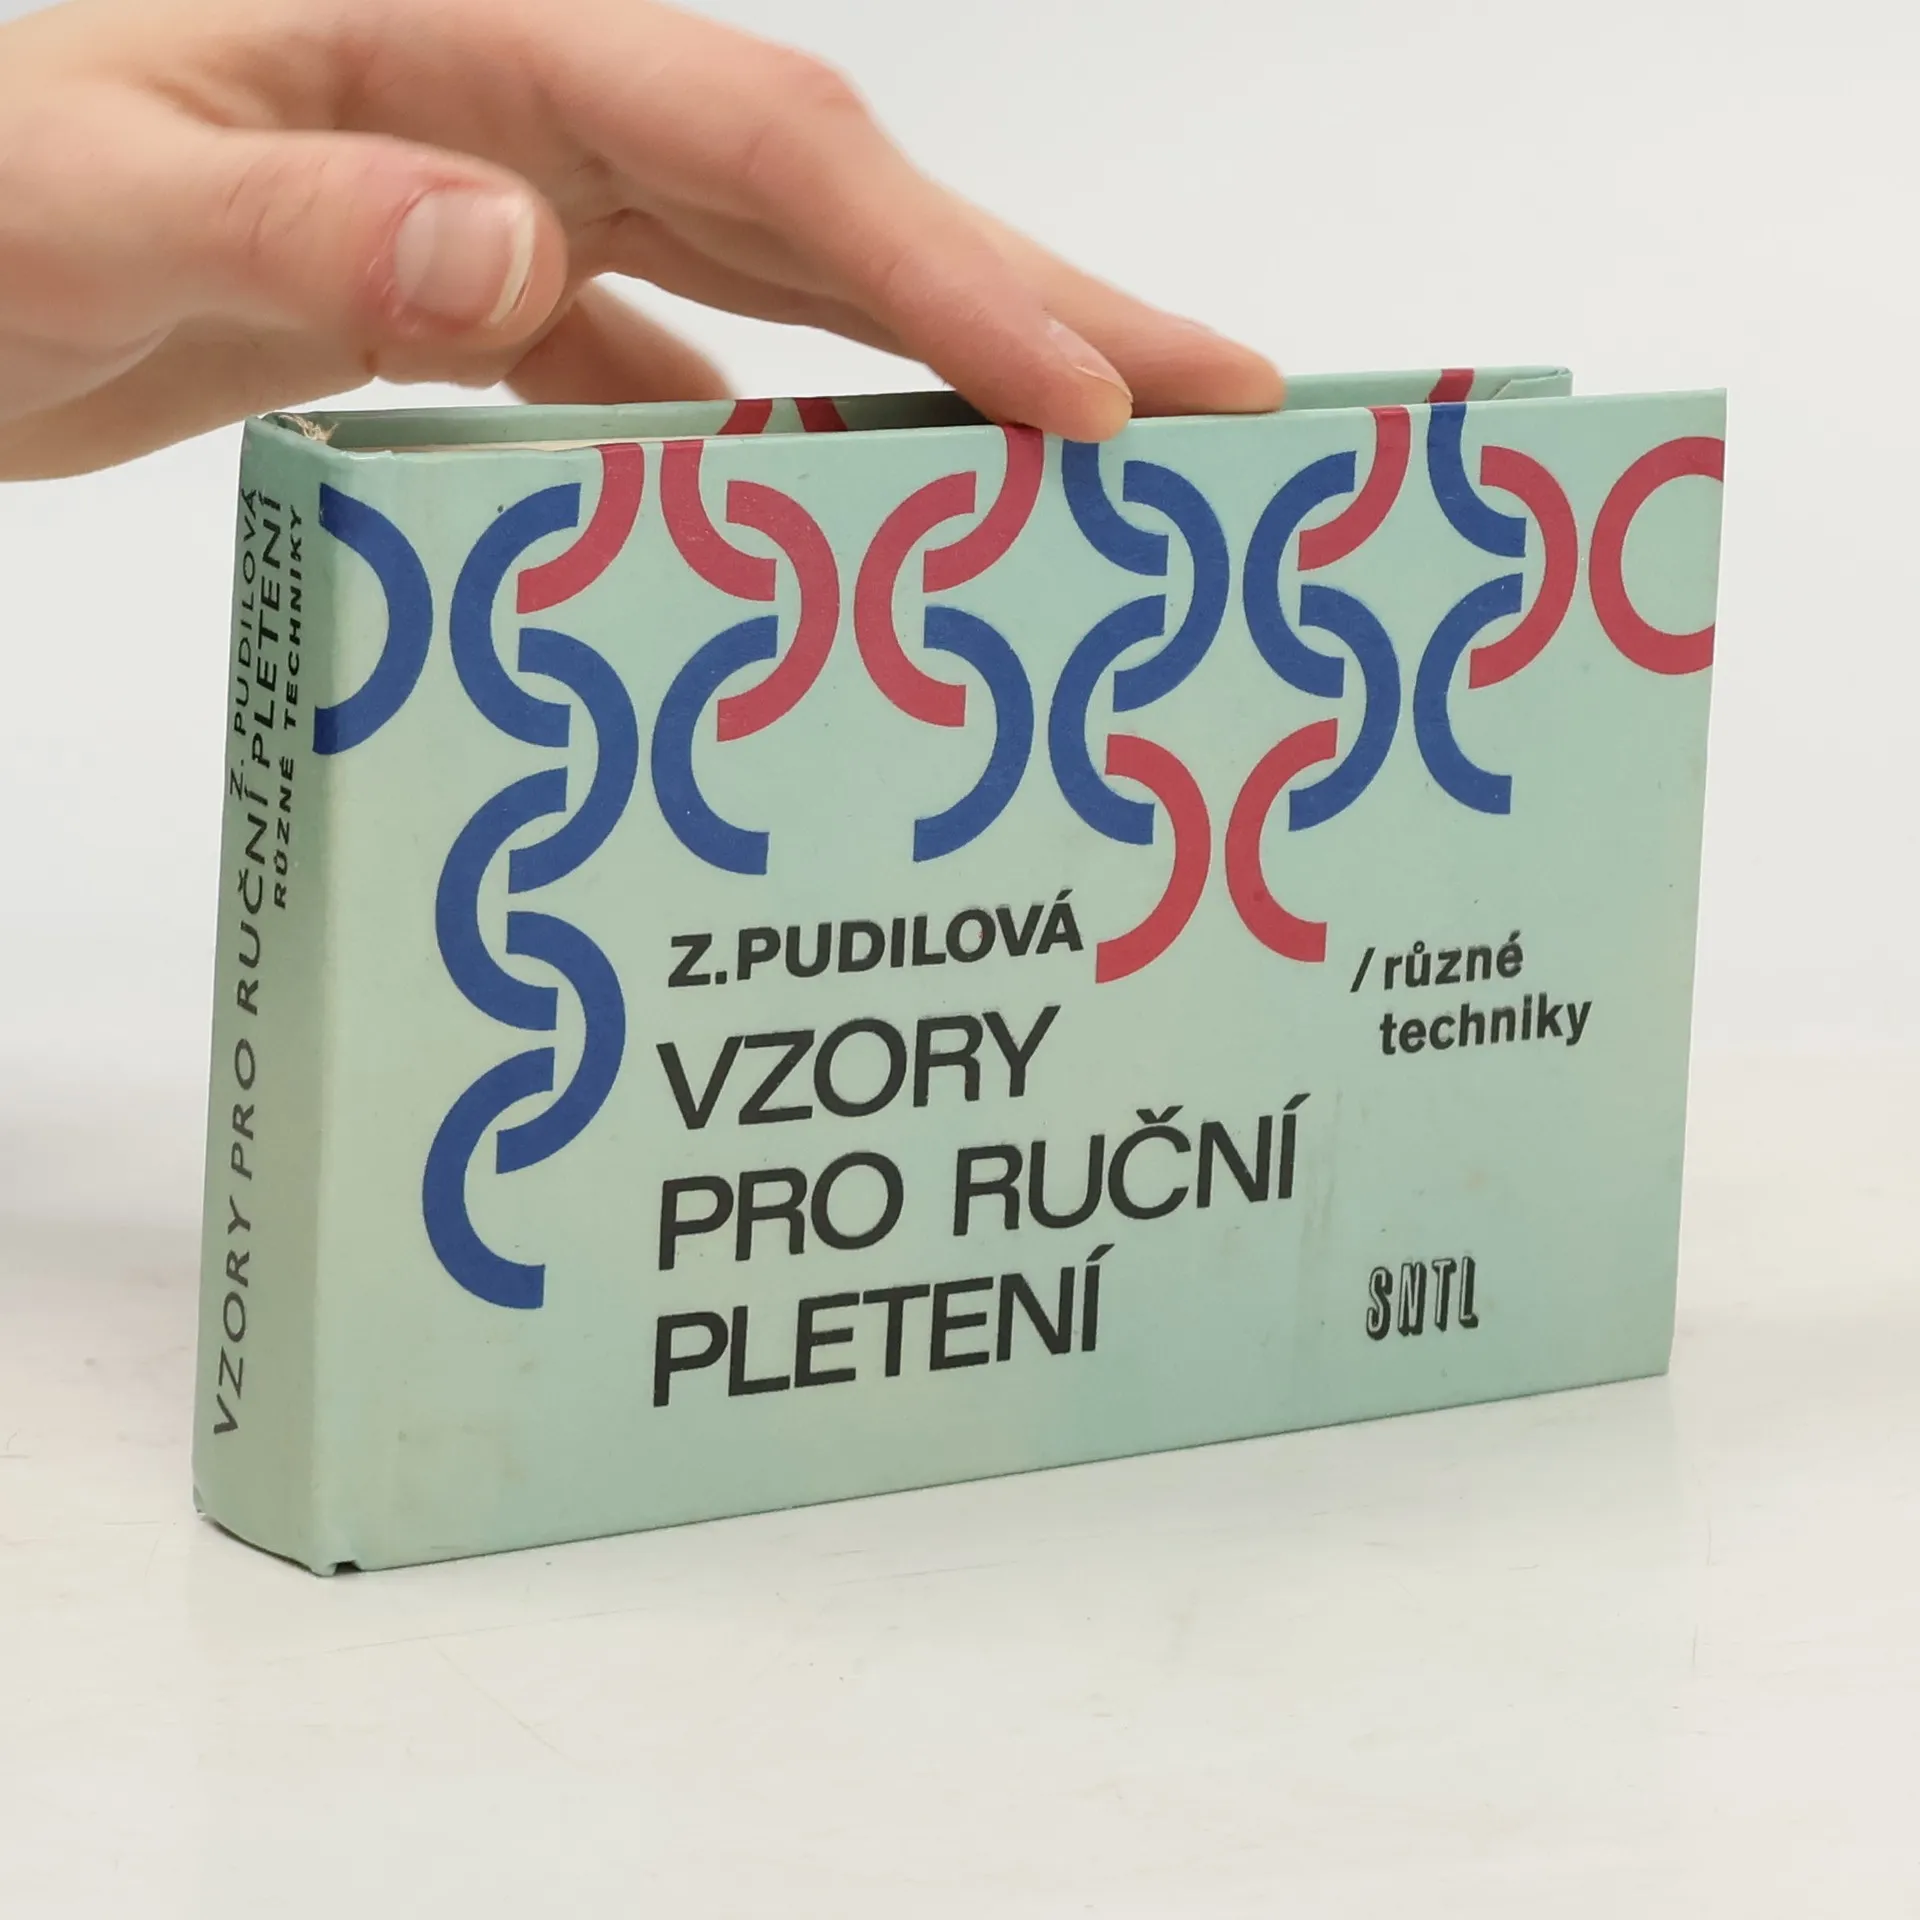 Z. PUDILOVÁ
VZORY PRO RUČNÍ PLETENÍ
RŮZNÉ TECHNIKY
Z. PUDILOVÁ
VZORY
PRO RUČNÍ
PLETENÍ
/různé
techniky
SNTL